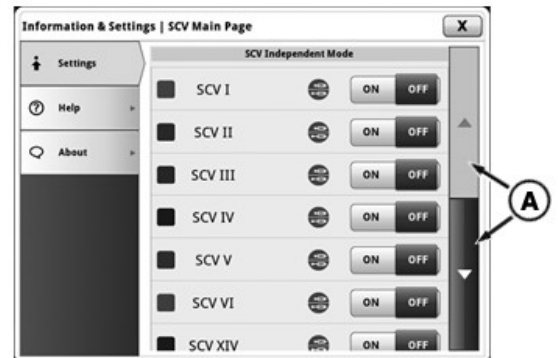 Information & Settings | SCV Main Page X
Settings
Help
About
SCV Independent Mode
SCV I ON OFF
SCV II ON OFF
SCV III ON OFF
SCV IV ON OFF
SCV V ON OFF
SCV VI ON OFF
SCV XIV ON OFF
A